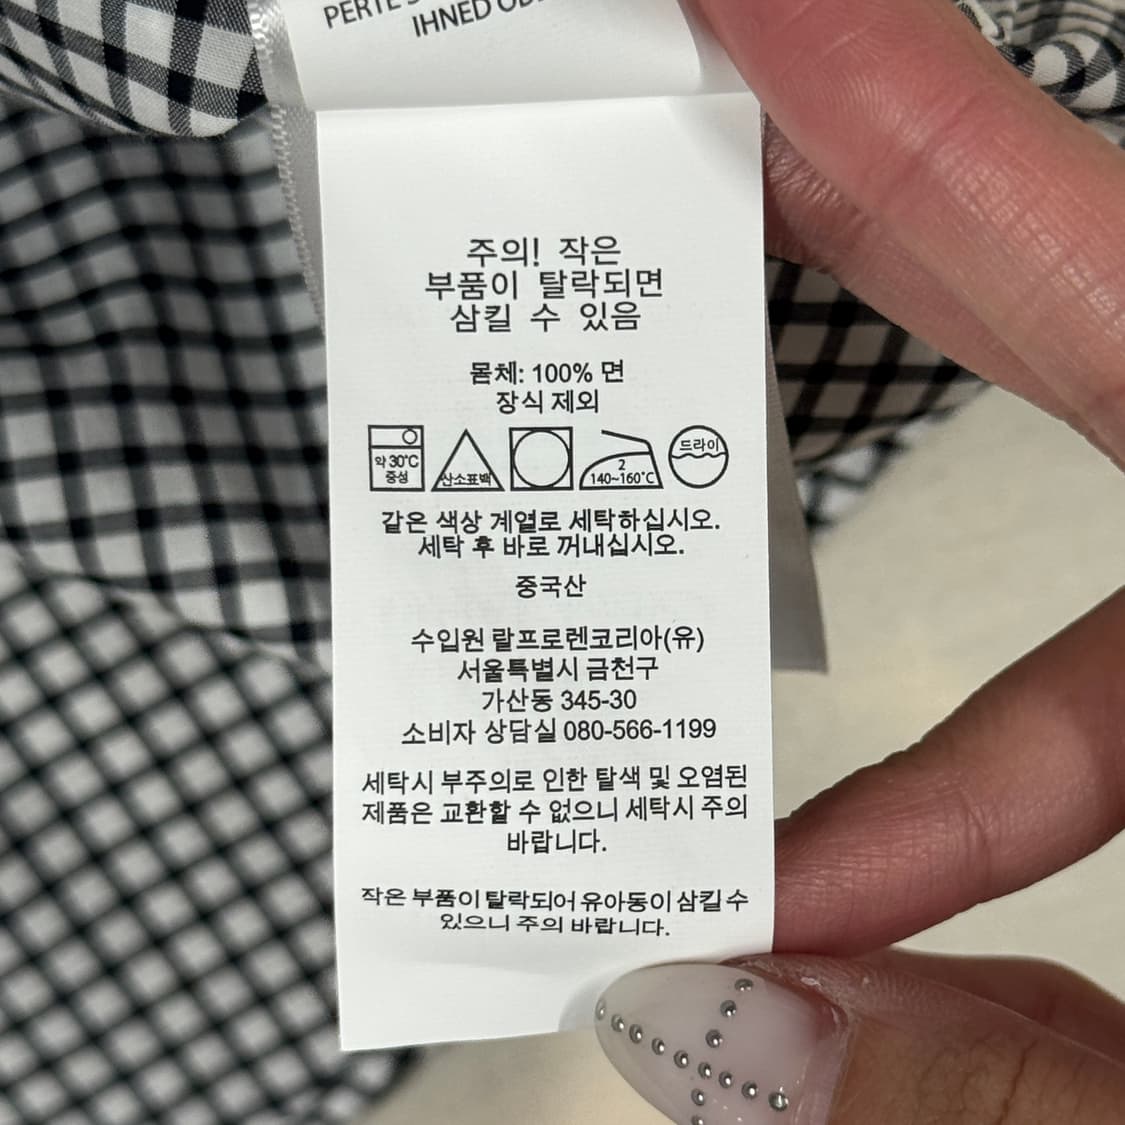 PERTE
IHNED
주의! 작은
부품이 탈락되면
삼킬 수 있음
몸체: 100% 면
장식 제외
약 30℃
중성
산소표백
2
140~160℃
드라이
같은 색상 계열로 세탁하십시오.
세탁 후 바로 꺼내십시오.
중국산
수입원 랄프로렌코리아(유)
서울특별시 금천구
가산동 345-30
소비자 상담실 080-566-1199
세탁시 부주의로 인한 탈색 및 오염된
제품은 교환할 수 없으니 세탁시 주의
바랍니다.
작은 부품이 탈락되어 유아동이 삼킬 수
있으니 주의 바랍니다.